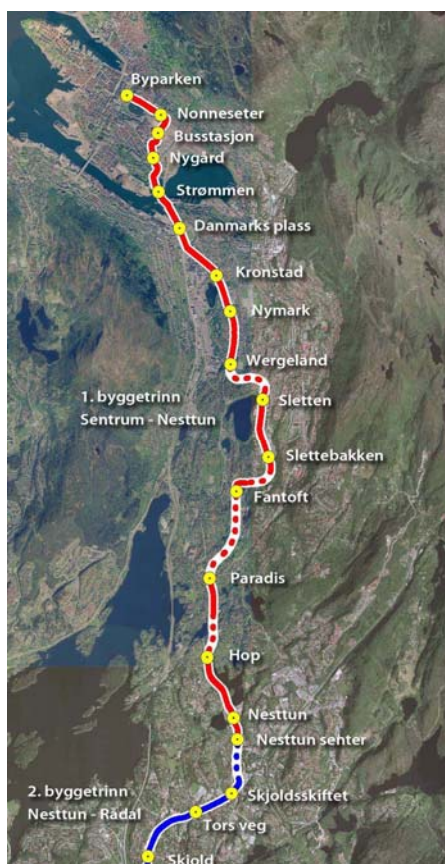 Byparken
Nonneseter
Busstasjon
Nygård
Strømmen
Danmarks plass
Kronstad
Nymark
Wergeland
1. byggetrinn
Sentrum - Nesttun
Sletten
Slettebakken
Fantoft
Paradis
Hop
Nesttun
Nesttun senter
2. byggetrinn
Nesttun - Rådal
Skjoldsskiftet
Tors veg
Skjold